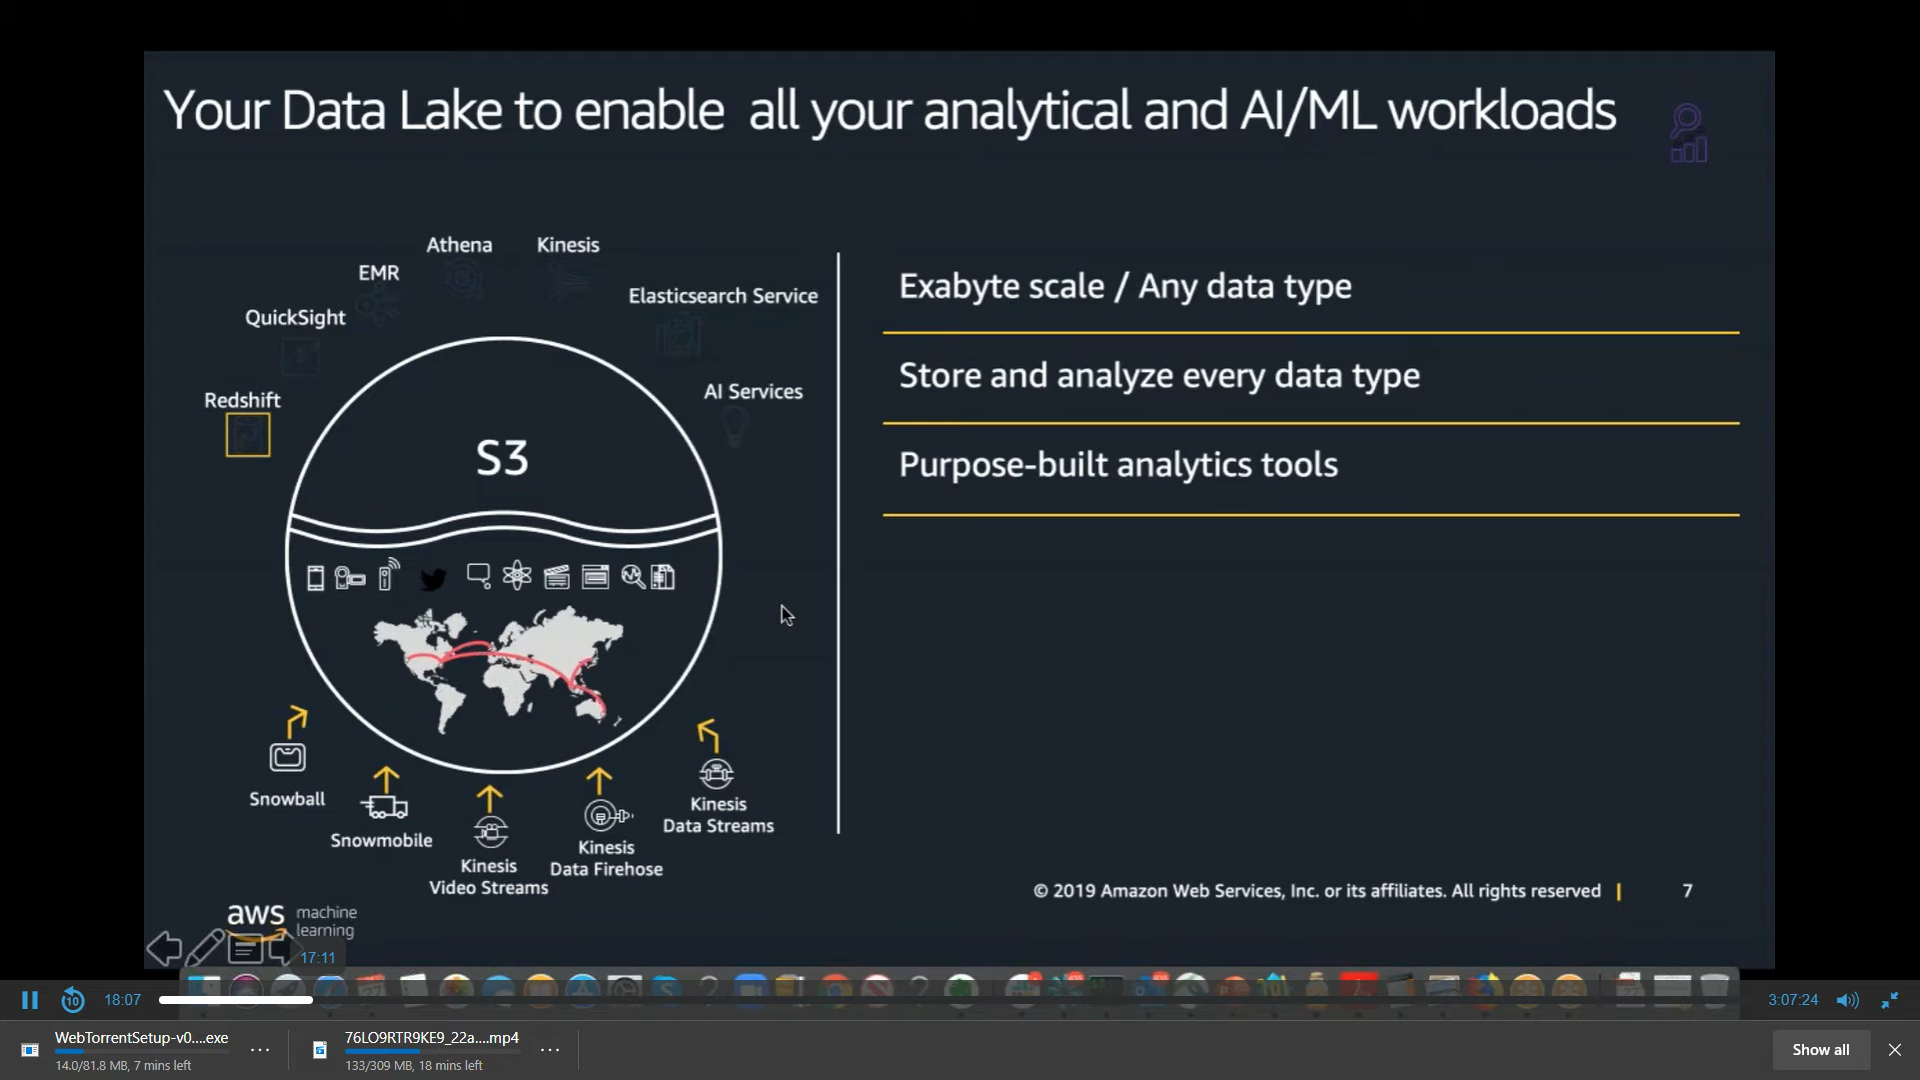 Your Data Lake to enable all your analytical and AI/ML workloads
Athena
Kinesis
EMR
Elasticsearch Service
QuickSight
AI Services
Redshift
S3
Exabyte scale / Any data type
Store and analyze every data type
Purpose-built analytics tools
Snowball
Snowmobile
Kinesis
Video Streams
Kinesis
Data Firehose
Kinesis
Data Streams
© 2019 Amazon Web Services, Inc. or its affiliates. All rights reserved | 7
aws machine
learning
17:11
10
18:07
3:07:24
WebTorrentSetup-v0....exe
14.0/81.8 MB, 7 mins left
76LO9RTR9KE9_22a....mp4
133/309 MB, 18 mins left
Show all